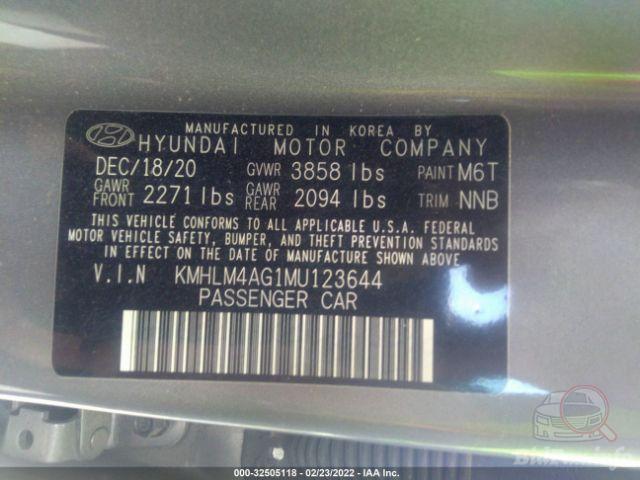 MANUFACTURED IN KOREA BY
HYUNDAI MOTOR COMPANY
DEC/18/20 GVWR 3858 lbs PAINT M6T
GAWR FRONT 2271 lbs GAWR REAR 2094 lbs TRIM NNB
THIS VEHICLE CONFORMS TO ALL APPLICABLE U.S.A. FEDERAL
MOTOR VEHICLE SAFETY, BUMPER, AND THEFT PREVENTION STANDARDS
IN EFFECT ON THE DATE OF MANUFACTURE SHOWN ABOVE.
V.I.N KMHLM4AG1MU123644
PASSENGER CAR
000-32505118 - 02/23/2022 - IAA Inc.